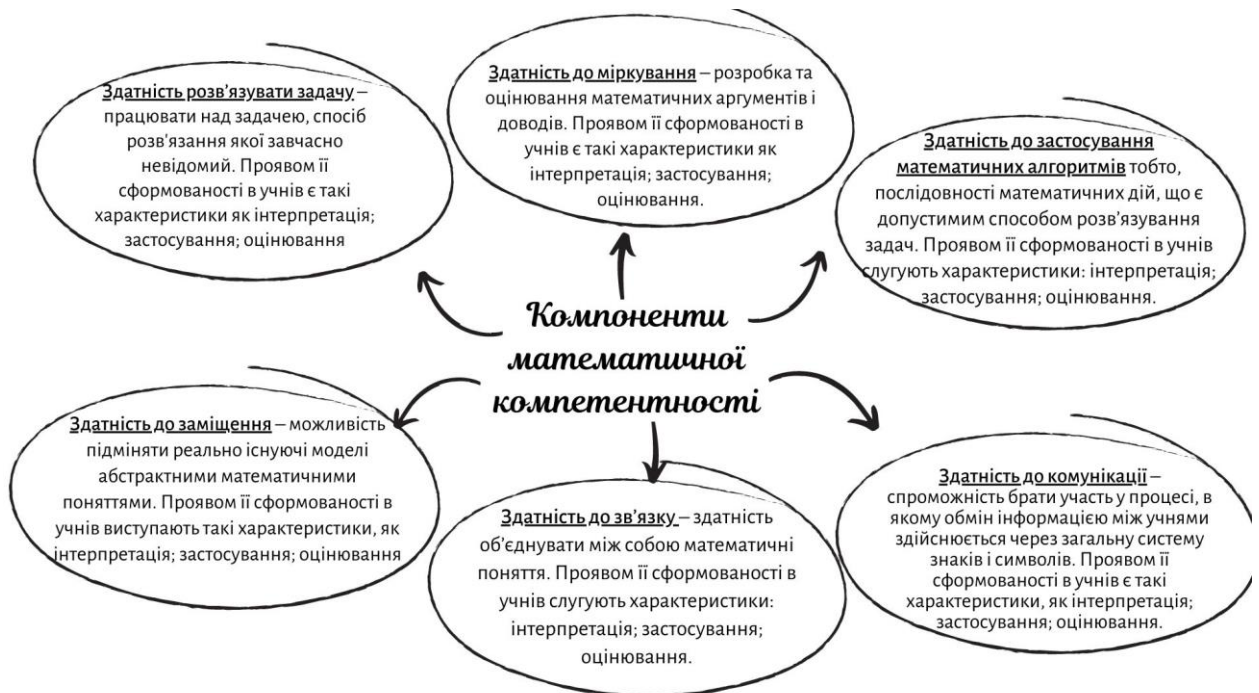 Здатність розв'язувати задачу –
працювати над задачею, спосіб
розв'язання якої завчасно
невідомий. Проявом її
сформованості в учнів є такі
характеристики як інтерпретація;
застосування; оцінювання
Здатність до міркування – розробка та
оцінювання математичних аргументів і
доводів. Проявом її сформованості в
учнів є такі характеристики як
інтерпретація; застосування;
оцінювання.
Здатність до застосування
математичних алгоритмів тобто,
послідовності математичних дій, що є
допустимим способом розв'язування
задач. Проявом її сформованості в учнів
слугують характеристики: інтерпретація;
застосування; оцінювання.
Компоненти
математичної
компетентності
Здатність до заміщення – можливість
підміняти реально існуючі моделі
абстрактними математичними
поняттями. Проявом її сформованості в
учнів виступають такі характеристики, як
інтерпретація; застосування; оцінювання
Здатність до зв'язку – здатність
об'єднувати між собою математичні
поняття. Проявом її сформованості в
учнів слугують характеристики:
інтерпретація; застосування;
оцінювання.
Здатність до комунікації –
спроможність брати участь у процесі, в
якому обмін інформацією між учнями
здійснюється через загальну систему
знаків і символів. Проявом її
сформованості в учнів є такі
характеристики, як інтерпретація;
застосування; оцінювання.